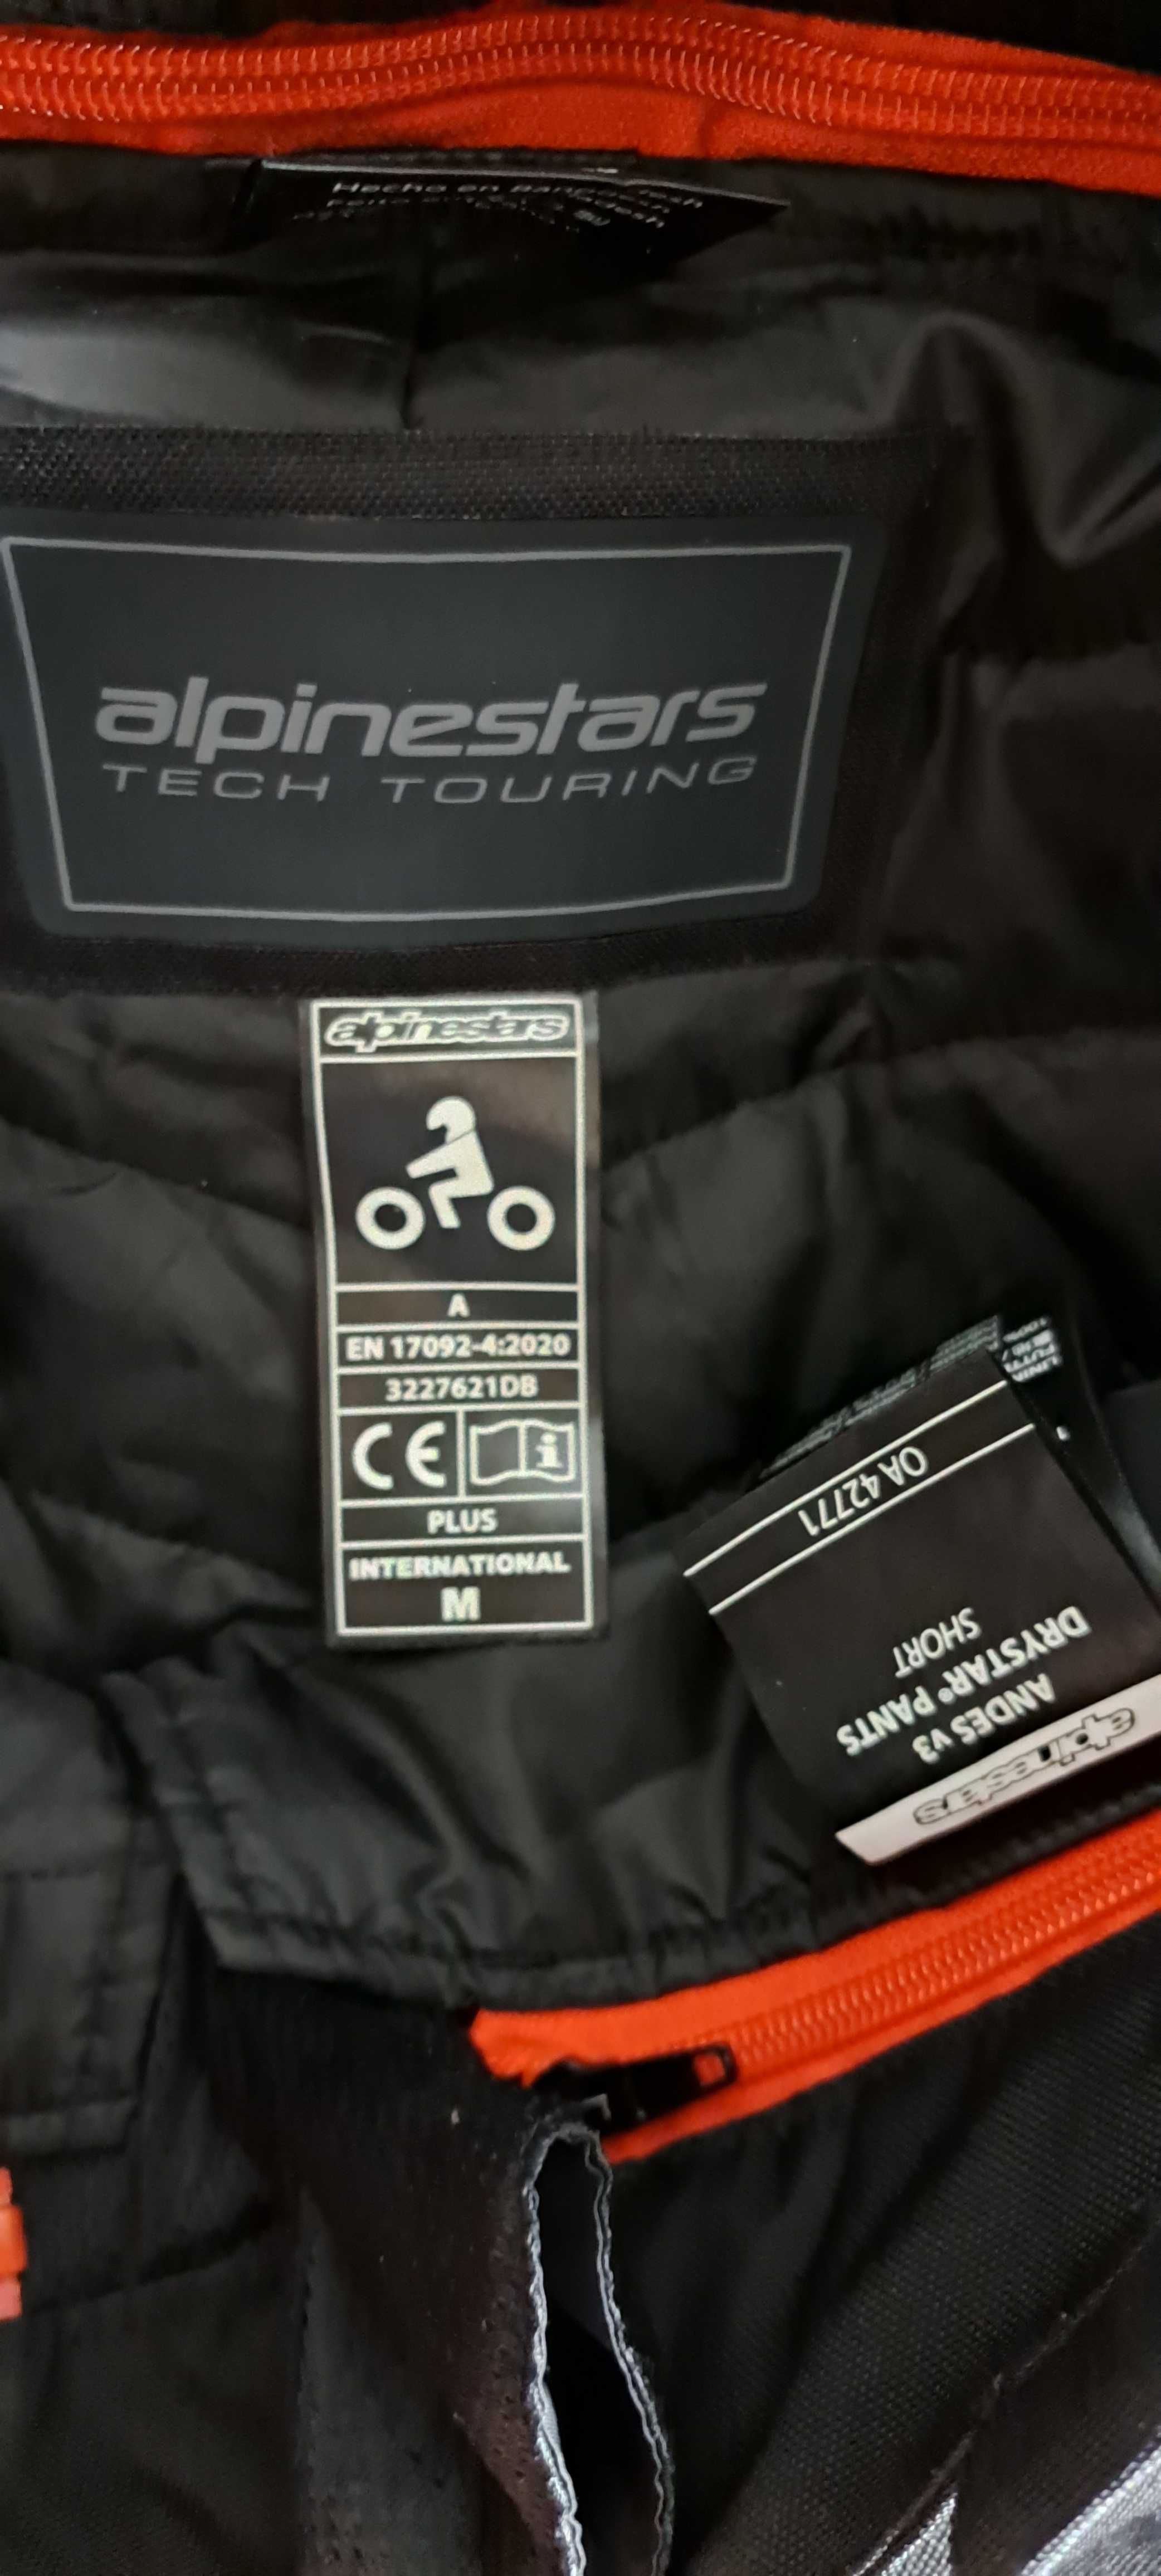 Hecho en Bangladesh
alpinestars
TECH TOURING
alpinestars
A
EN 17092-4:2020
3227621DB
CE
i
PLUS
INTERNATIONAL
M
alpinestars
ANDES v3
DRYSTAR® PANTS
SHORT
OA 42771